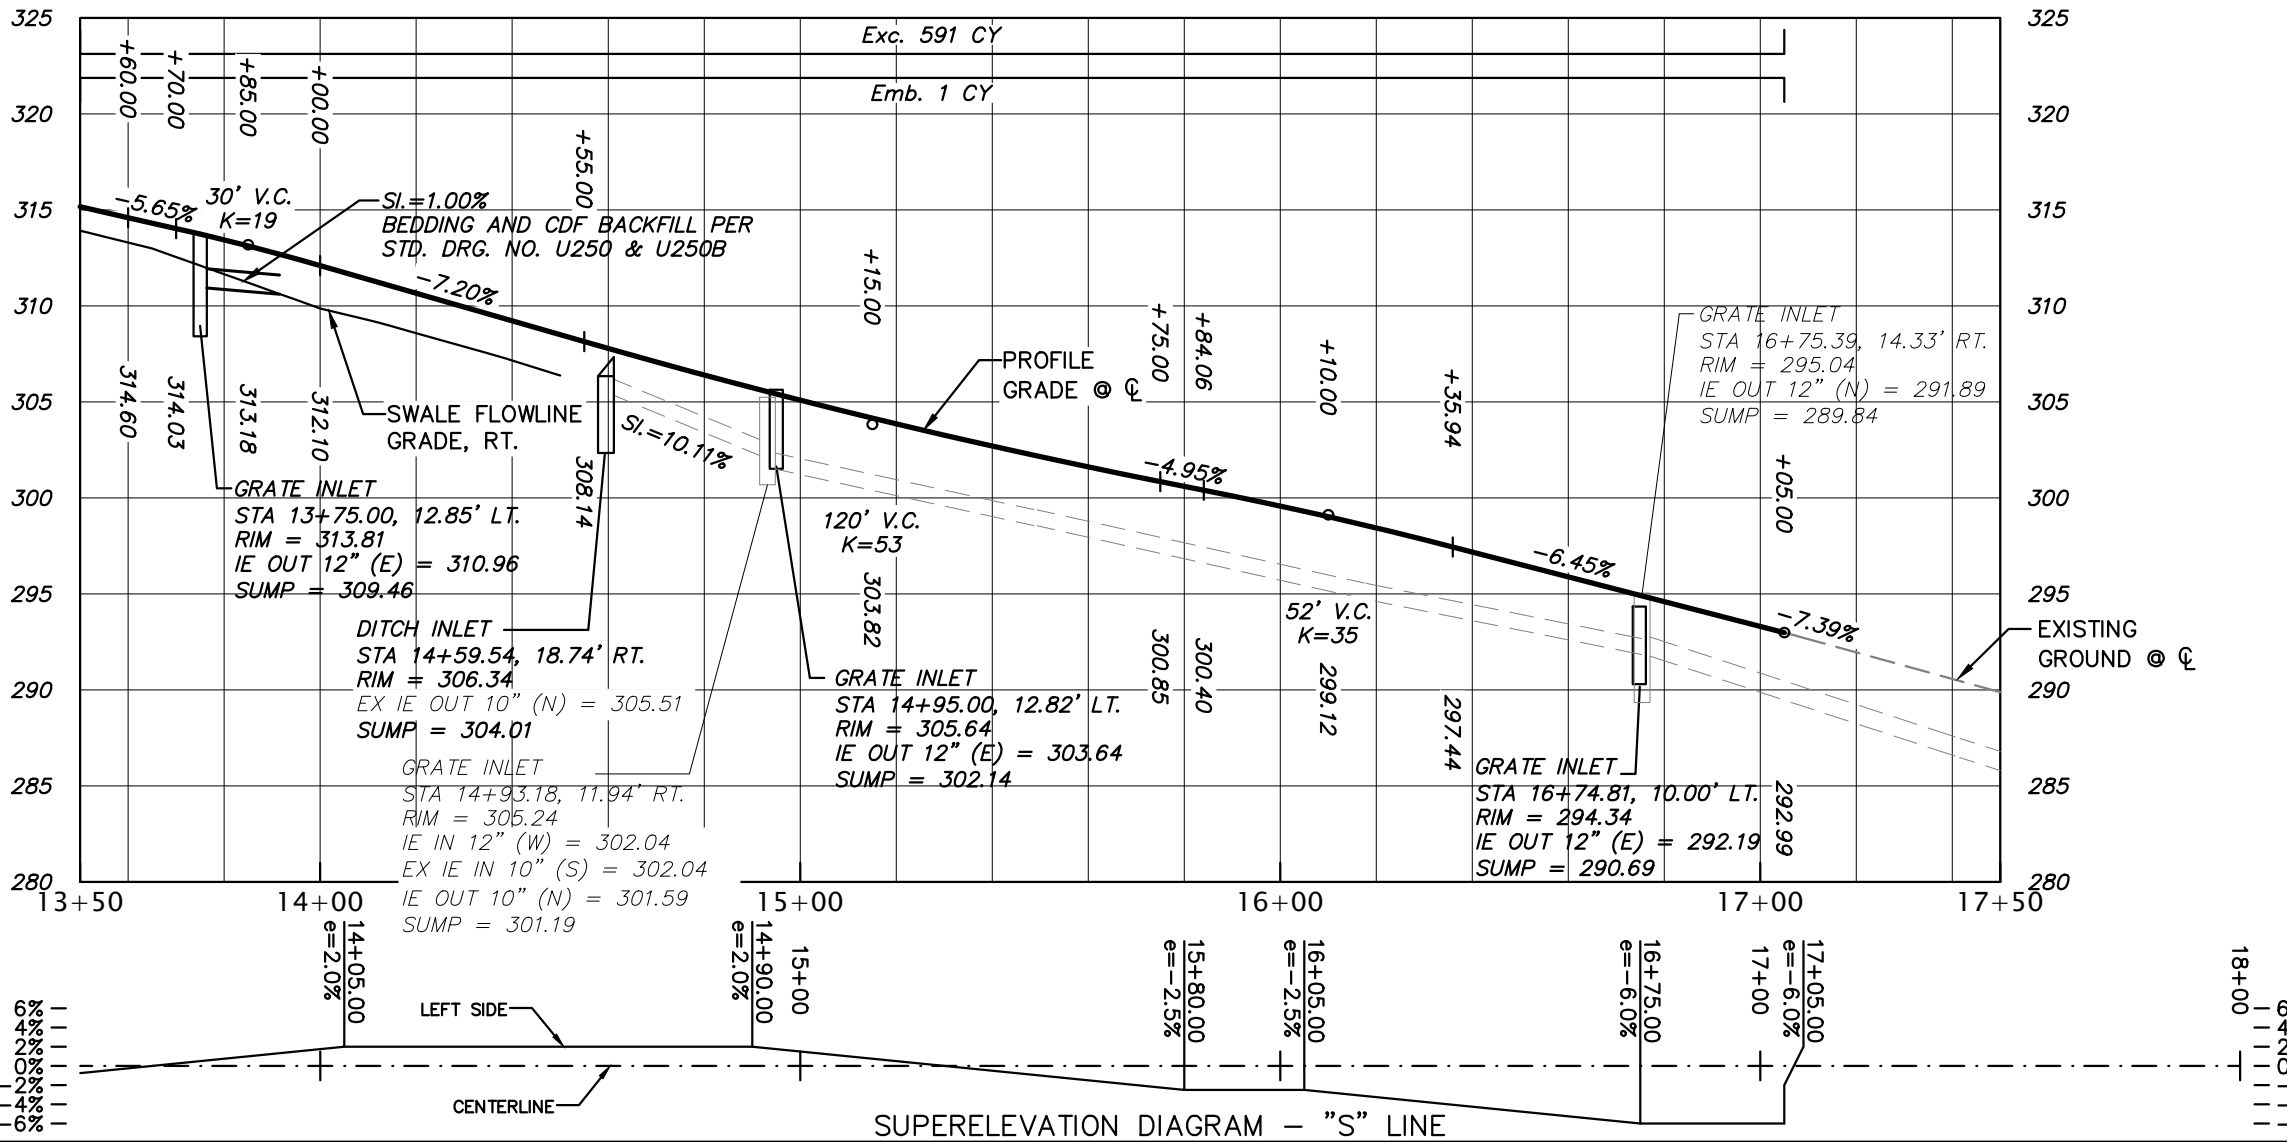 325
320
315
310
305
300
295
290
285
280
325
320
315
310
305
300
295
290
285
280
Exc. 591 CY
Emb. 1 CY
+60.00
+70.00
+85.00
+00.00
+55.00
+15.00
+75.00
+84.06
+10.00
+35.94
+05.00
314.60
314.03
313.18
312.10
308.14
303.82
300.85
300.40
299.12
297.44
292.99
-5.65%
30' V.C.
K=19
-7.20%
Sl.=1.00%
BEDDING AND CDF BACKFILL PER
STD. DRG. NO. U250 & U250B
SWALE FLOWLINE
GRADE, RT.
Sl.=10.11%
PROFILE
GRADE @ ℄
-4.95%
120' V.C.
K=53
52' V.C.
K=35
-6.45%
-7.39%
EXISTING
GROUND @ ℄
GRATE INLET
STA 16+75.39, 14.33' RT.
RIM = 295.04
IE OUT 12" (N) = 291.89
SUMP = 289.84
GRATE INLET
STA 13+75.00, 12.85' LT.
RIM = 313.81
IE OUT 12" (E) = 310.96
SUMP = 309.46
DITCH INLET
STA 14+59.54, 18.74' RT.
RIM = 306.34
EX IE OUT 10" (N) = 305.51
SUMP = 304.01
GRATE INLET
STA 14+93.18, 11.94' RT.
RIM = 305.24
IE IN 12" (W) = 302.04
EX IE IN 10" (S) = 302.04
IE OUT 10" (N) = 301.59
SUMP = 301.19
GRATE INLET
STA 14+95.00, 12.82' LT.
RIM = 305.64
IE OUT 12" (E) = 303.64
SUMP = 302.14
GRATE INLET
STA 16+74.81, 10.00' LT.
RIM = 294.34
IE OUT 12" (E) = 292.19
SUMP = 290.69
13+50
14+00
15+00
16+00
17+00
17+50
14+05.00
e=2.0%
14+90.00
e=2.0%
15+00
15+80.00
e=-2.5%
16+05.00
e=-2.5%
16+75.00
e=-6.0%
17+00
17+05.00
e=-6.0%
18+00
6%
4%
2%
0%
-2%
-4%
-6%
6
4
2
0
LEFT SIDE
CENTERLINE
SUPERELEVATION DIAGRAM - "S" LINE